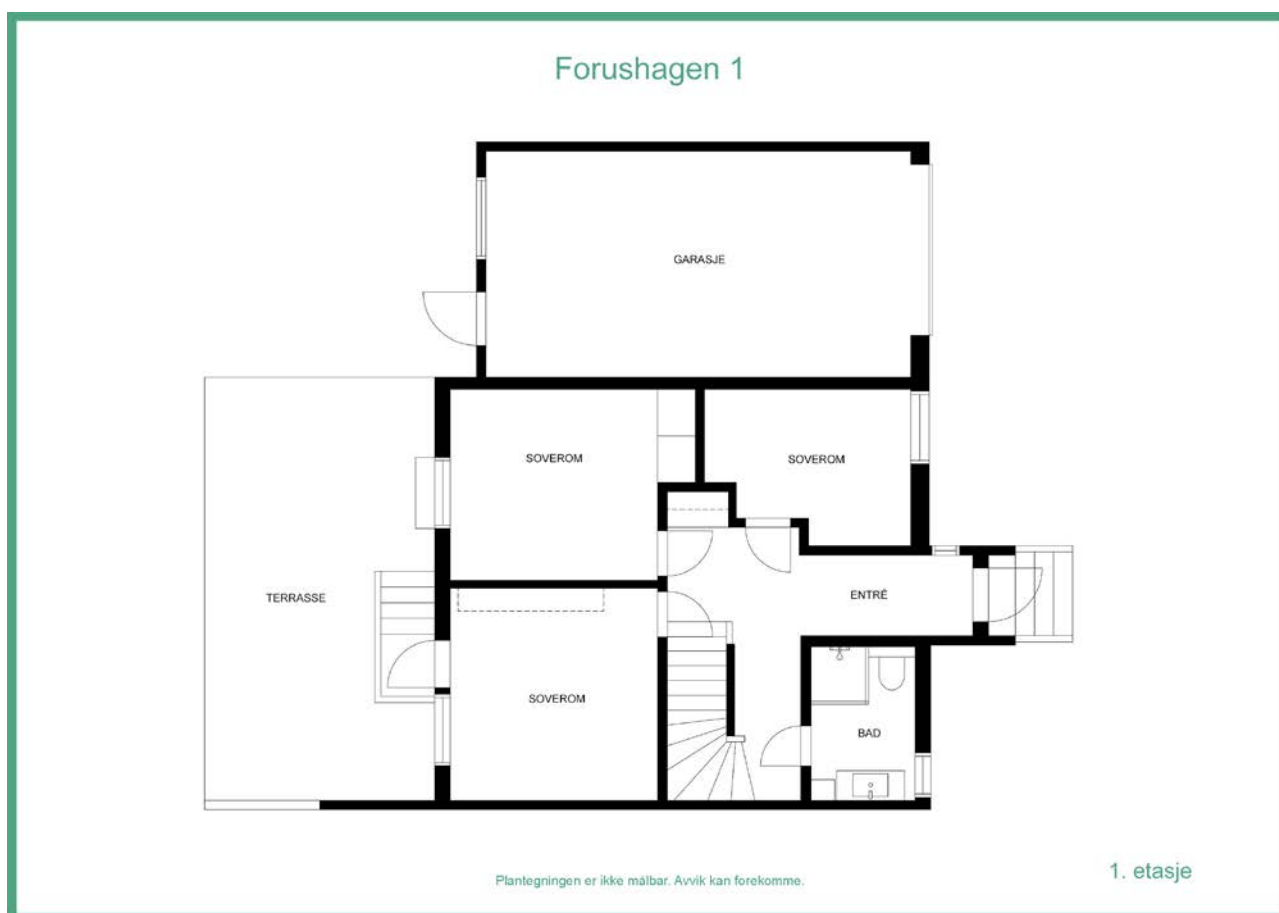 Forushagen 1
GARASJE
SOVEROM
SOVEROM
TERRASSE
ENTRÉ
SOVEROM
BAD
Plantegningen er ikke målbar. Avvik kan forekomme.
1. etasje